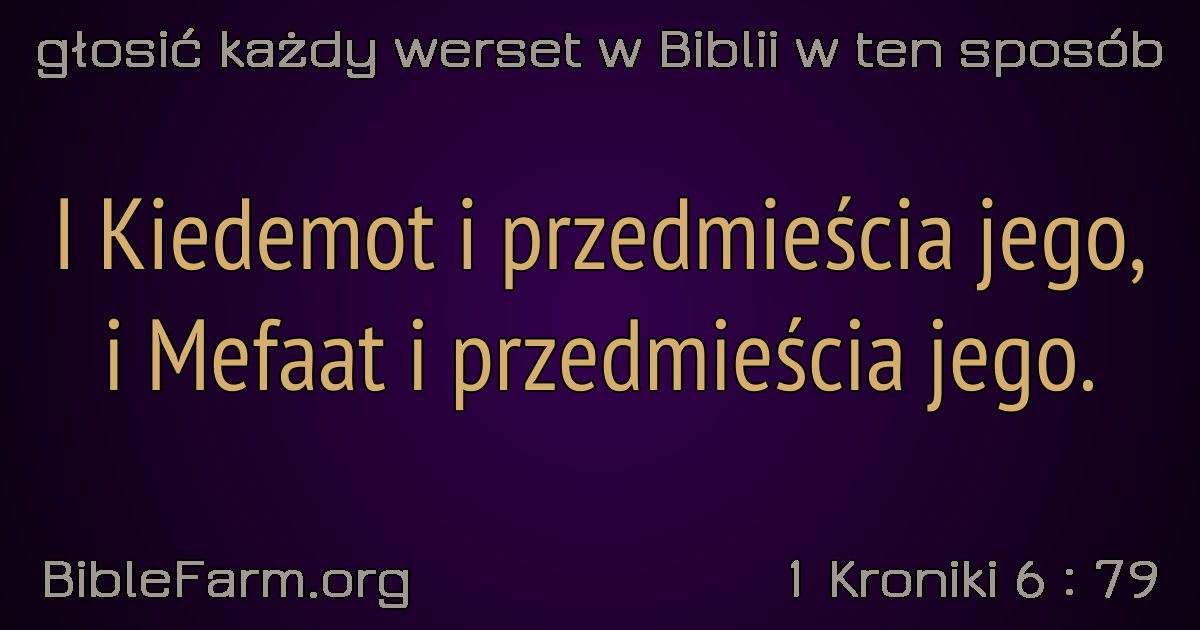 głosić każdy werset w Biblii w ten sposób
I Kiedemot i przedmieścia jego,
i Mefaat i przedmieścia jego.
BibleFarm.org
1 Kroniki 6 : 79